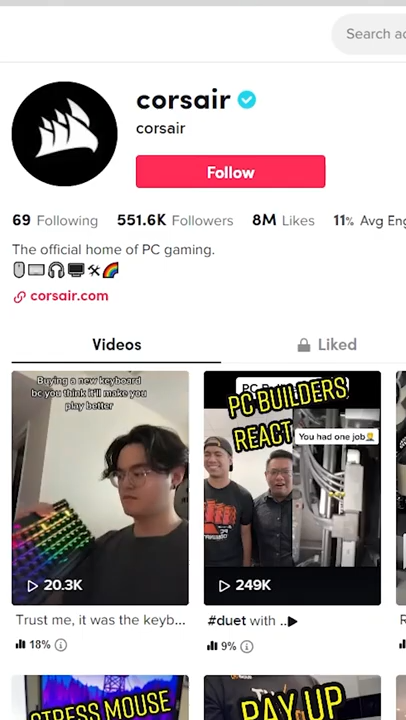 Search ac
corsair
corsair
Follow
69 Following 551.6K Followers 8M Likes 11% Avg Eng
The official home of PC gaming.
corsair.com
Videos
Liked
Buying a new keyboard
bc you think it'll make you
play better
20.3K
Trust me, it was the keyb...
18%
PC BUILDERS
REACT
You had one job
249K
#duet with ..
9%
R
STRESS MOUSE
PAY UP